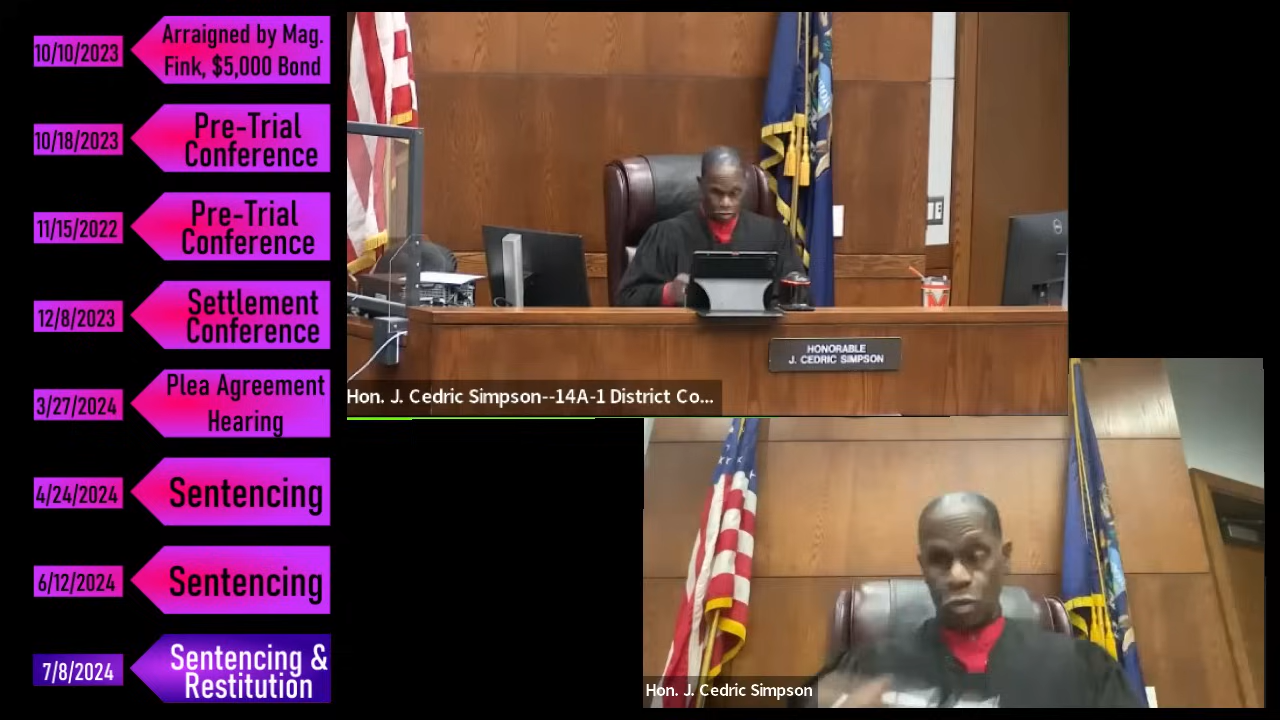 10/10/2023
Arraigned by Mag.
Fink, $5,000 Bond
10/18/2023
Pre-Trial
Conference
11/15/2022
Pre-Trial
Conference
12/8/2023
Settlement
Conference
3/27/2024
Plea Agreement
Hearing
4/24/2024
Sentencing
6/12/2024
Sentencing
7/8/2024
Sentencing &
Restitution
HONORABLE
J. CEDRIC SIMPSON
Hon. J. Cedric Simpson--14A-1 District Co...
Hon. J. Cedric Simpson